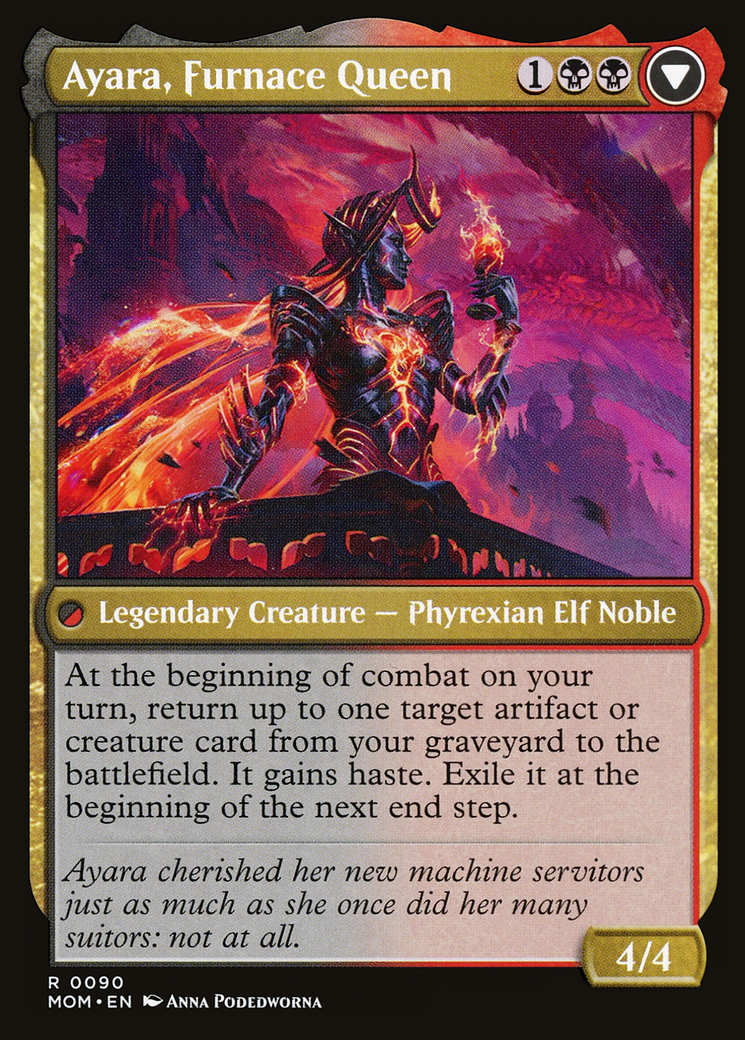 Ayara, Furnace Queen 1
Legendary Creature — Phyrexian Elf Noble
At the beginning of combat on your
turn, return up to one target artifact or
creature card from your graveyard to the
battlefield. It gains haste. Exile it at the
beginning of the next end step.
Ayara cherished her new machine servitors
just as much as she once did her many
suitors: not at all.
4/4
R 0090
MOM • EN Anna Podedworna